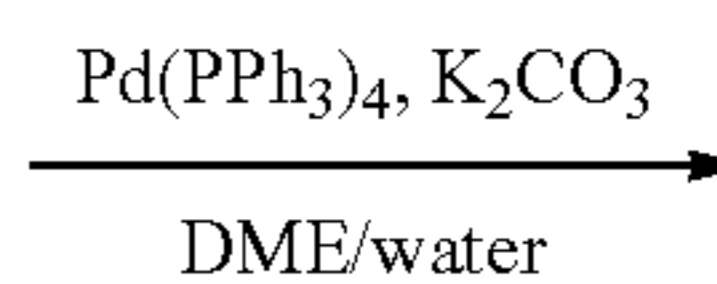 Pd(PPh₃)₄, K₂CO₃
DME/water